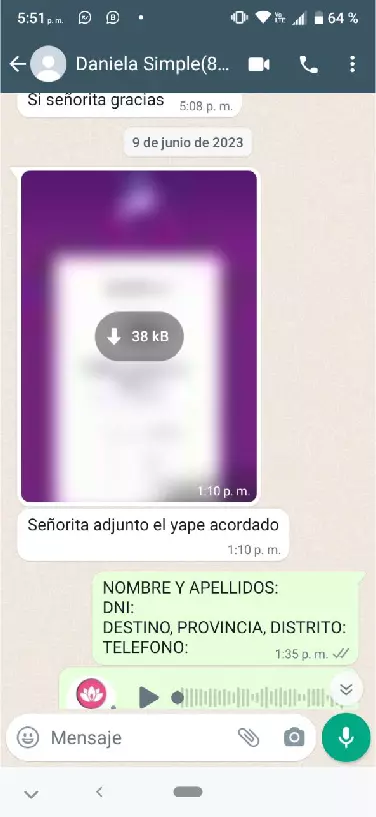 5:51 p. m. 64 %
Daniela Simple(8...
Si señorita gracias 5:08 p. m.
9 de junio de 2023
38 kB
1:10 p. m.
Señorita adjunto el yape acordado
1:10 p. m.
NOMBRE Y APELLIDOS:
DNI:
DESTINO, PROVINCIA, DISTRITO:
TELEFONO: 1:35 p. m.
Mensaje